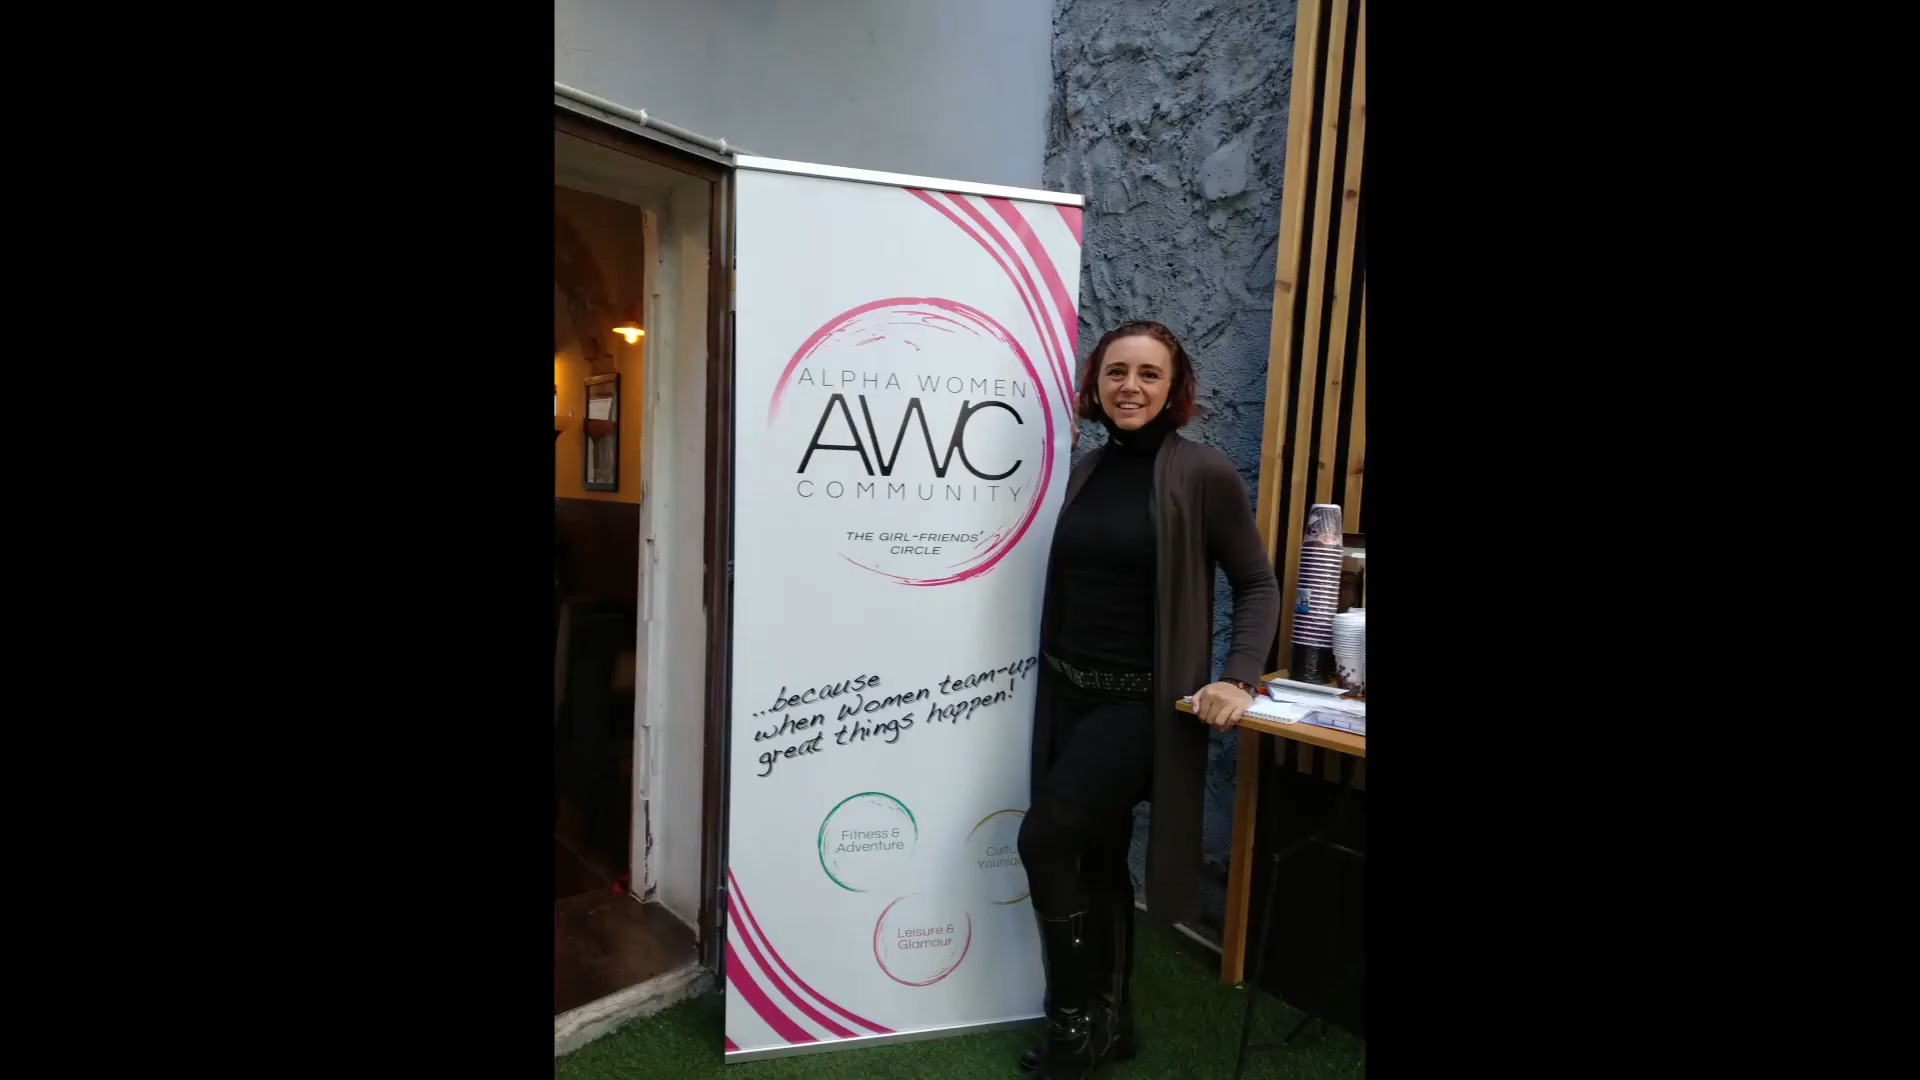 ALPHA WOMEN
AWC
COMMUNITY
THE GIRL-FRIENDS'
CIRCLE
...because
when Women team-up
great things happen!
Fitness &
Adventure
Leisure &
Glamour